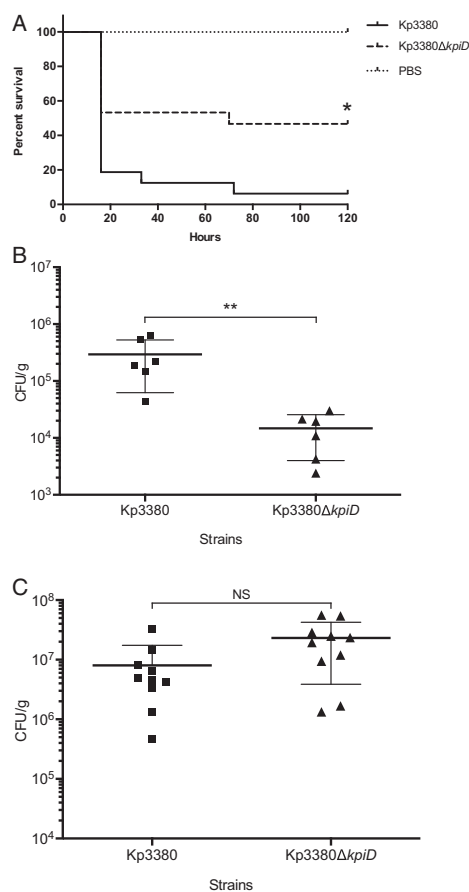 A
Kp3380
Kp3380ΔkpiD
PBS
Percent survival
100
80
60
40
20
0
*
0 20 40 60 80 100 120
Hours
B
CFU/g
10⁷
10⁶
10⁵
10⁴
10³
**
Kp3380 Kp3380ΔkpiD
Strains
C
CFU/g
10⁸
10⁷
10⁶
10⁵
10⁴
NS
Kp3380 Kp3380ΔkpiD
Strains